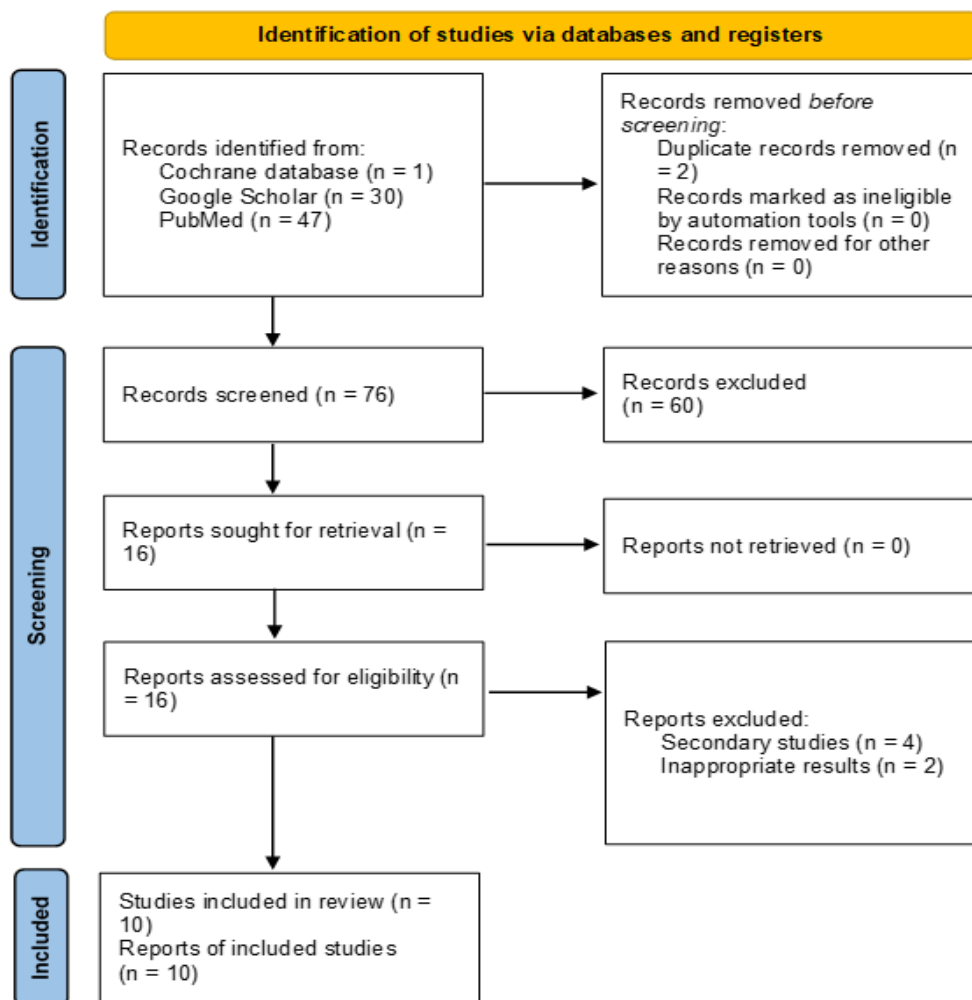 Identification of studies via databases and registers
Identification
Records identified from:
Cochrane database (n = 1)
Google Scholar (n = 30)
PubMed (n = 47)
Records removed before
screening:
Duplicate records removed (n
= 2)
Records marked as ineligible
by automation tools (n = 0)
Records removed for other
reasons (n = 0)
Screening
Records screened (n = 76)
Records excluded
(n = 60)
Reports sought for retrieval (n =
16)
Reports not retrieved (n = 0)
Reports assessed for eligibility (n
= 16)
Reports excluded:
Secondary studies (n = 4)
Inappropriate results (n = 2)
Included
Studies included in review (n =
10)
Reports of included studies
(n = 10)